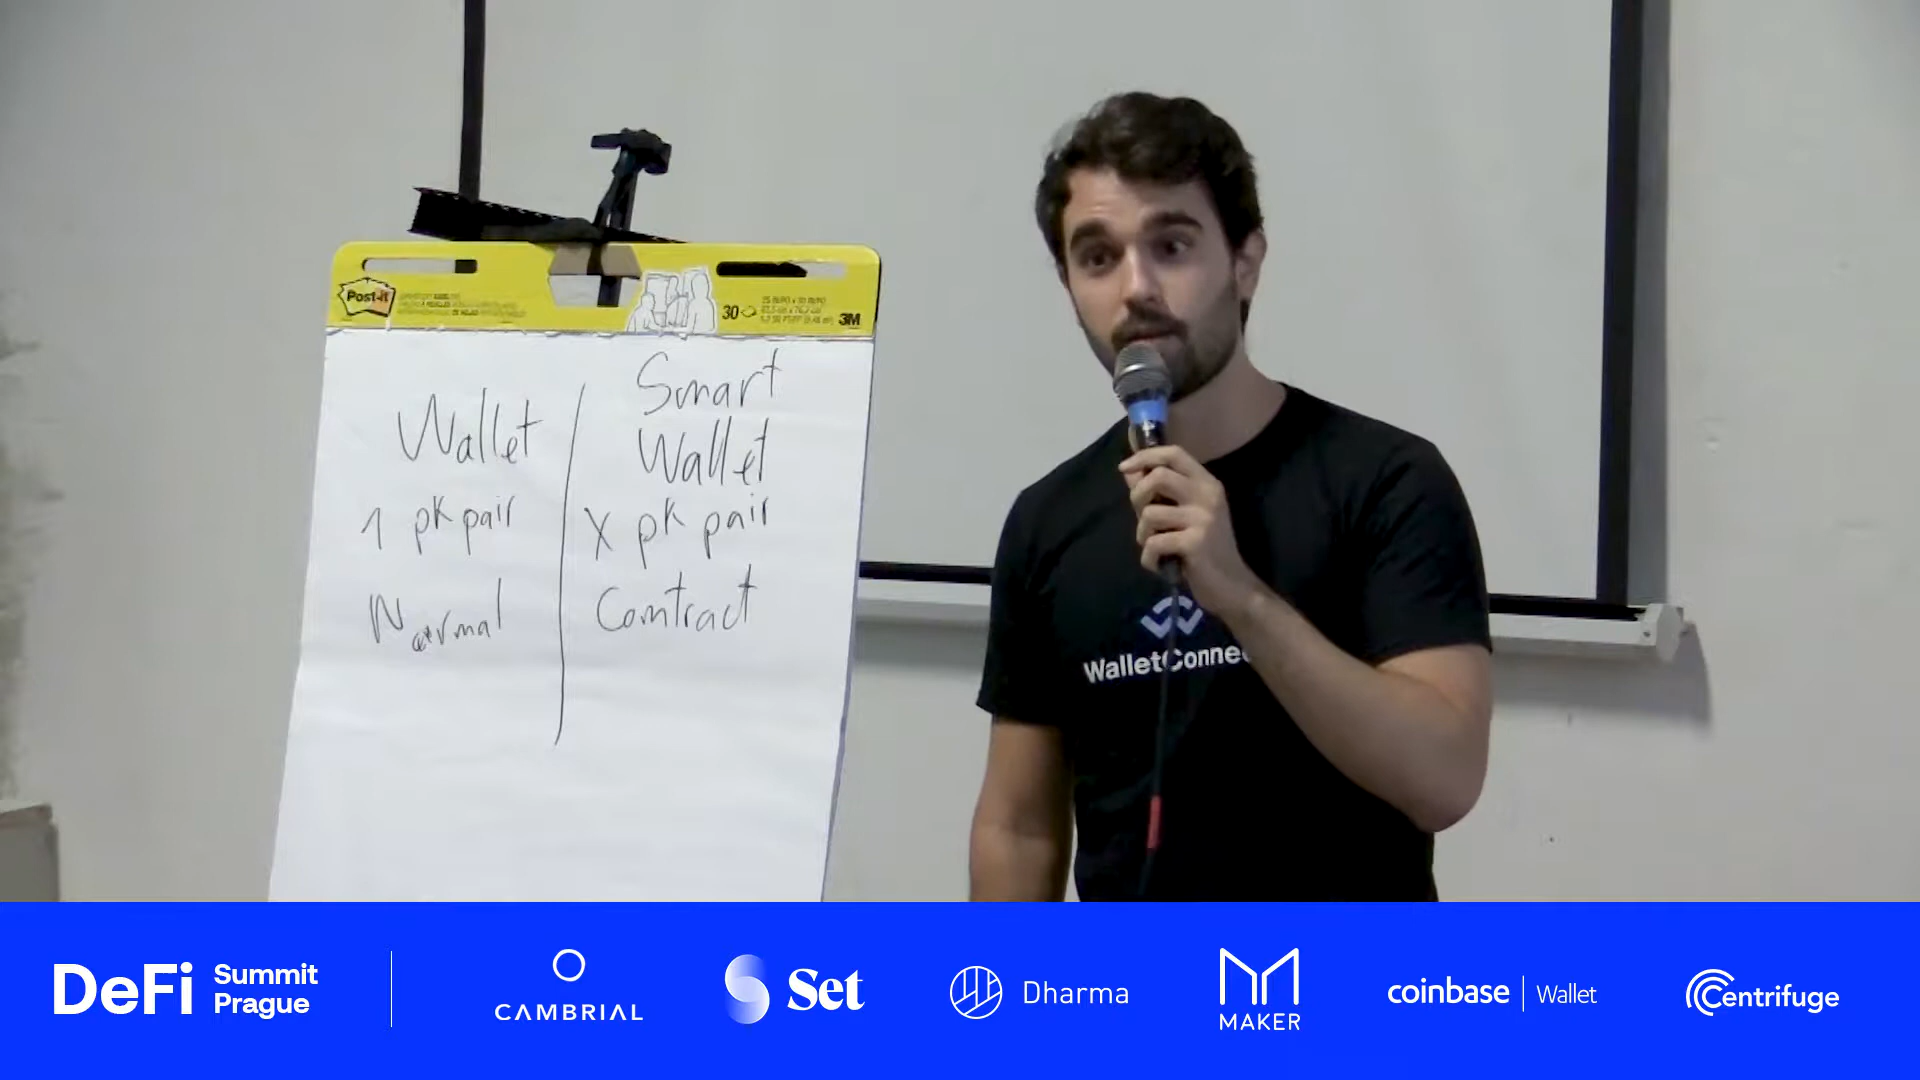 Post-it
30
3M
Smart
Wallet
Wallet
1 pk pair
X pk pair
Normal
Contract
WalletConnec
DeFi
Summit
Prague
CAMBRIAL
Set
Dharma
MAKER
coinbase | Wallet
Centrifuge